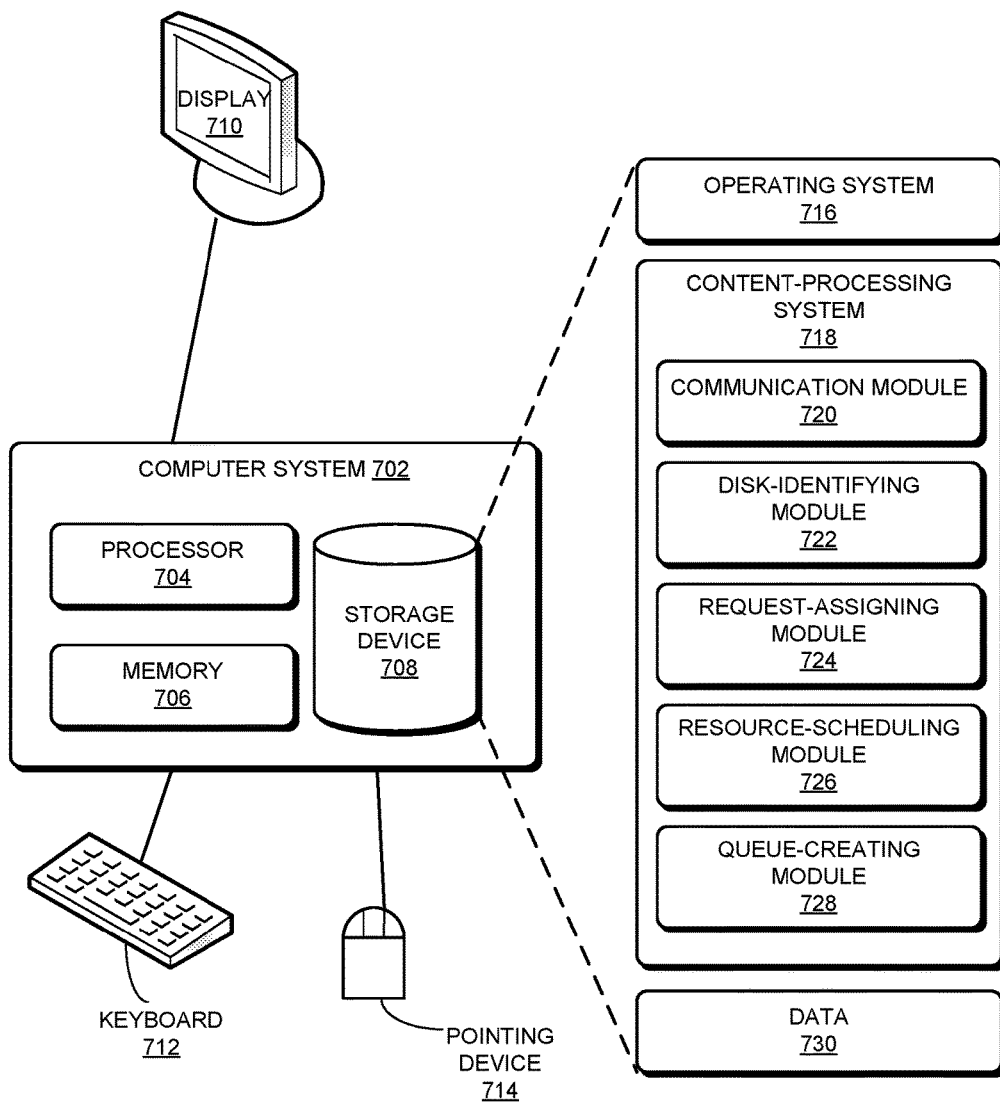 DISPLAY
710
COMPUTER SYSTEM 702
PROCESSOR
704
MEMORY
706
STORAGE
DEVICE
708
KEYBOARD
712
POINTING
DEVICE
714
OPERATING SYSTEM
716
CONTENT-PROCESSING
SYSTEM
718
COMMUNICATION MODULE
720
DISK-IDENTIFYING
MODULE
722
REQUEST-ASSIGNING
MODULE
724
RESOURCE-SCHEDULING
MODULE
726
QUEUE-CREATING
MODULE
728
DATA
730